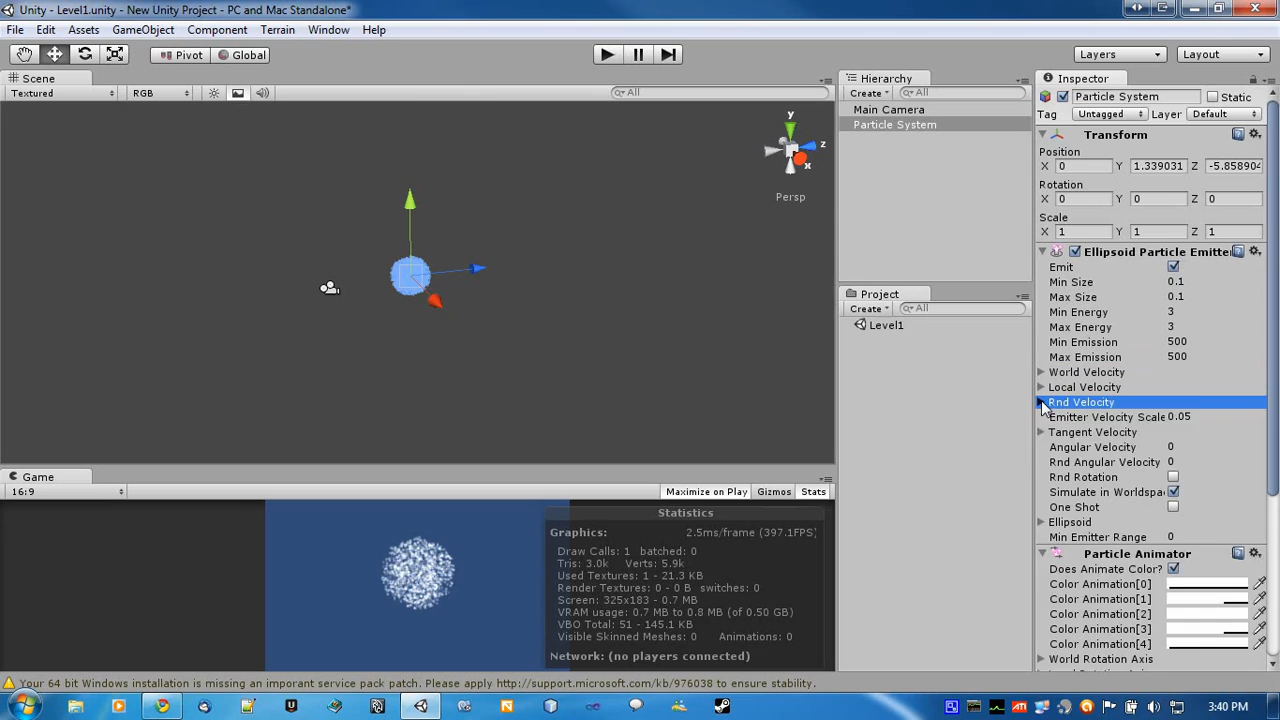 Unity - Level1.unity - New Unity Project - PC and Mac Standalone*
File Edit Assets GameObject Component Terrain Window Help
Pivot Global Layers Layout
Scene
Textured RGB All
y
z
x
Persp
Hierarchy
Create All
Main Camera
Particle System
Project
Create All
Level1
Inspector
Particle System Static
Tag Untagged Layer Default
Transform
Position
X 0 Y 1.339031 Z -5.858904
Rotation
X 0 Y 0 Z 0
Scale
X 1 Y 1 Z 1
Ellipsoid Particle Emitte
Emit
Min Size 0.1
Max Size 0.1
Min Energy 3
Max Energy 3
Min Emission 500
Max Emission 500
World Velocity
Local Velocity
Rnd Velocity
Emitter Velocity Scale 0.05
Tangent Velocity
Angular Velocity 0
Rnd Angular Velocity 0
Rnd Rotation
Simulate in Worldspa
One Shot
Ellipsoid
Min Emitter Range 0
Particle Animator
Does Animate Color?
Color Animation[0]
Color Animation[1]
Color Animation[2]
Color Animation[3]
Color Animation[4]
World Rotation Axis
Game
16:9 Maximize on Play Gizmos Stats
Statistics
Graphics: 2.5ms/frame (397.1FPS)
Draw Calls: 1 batched: 0
Tris: 3.0k Verts: 5.9k
Used Textures: 1 - 21.3 KB
Render Textures: 0 - 0 B switches: 0
Screen: 325x183 - 0.7 MB
VRAM usage: 0.7 MB to 0.8 MB (of 0.50 GB)
VBO Total: 51 - 145.1 KB
Visible Skinned Meshes: 0 Animations: 0
Network: (no players connected)
Your 64 bit Windows installation is missing an important service pack patch. Please apply http://support.microsoft.com/kb/976038 to ensure stability.
3:40 PM